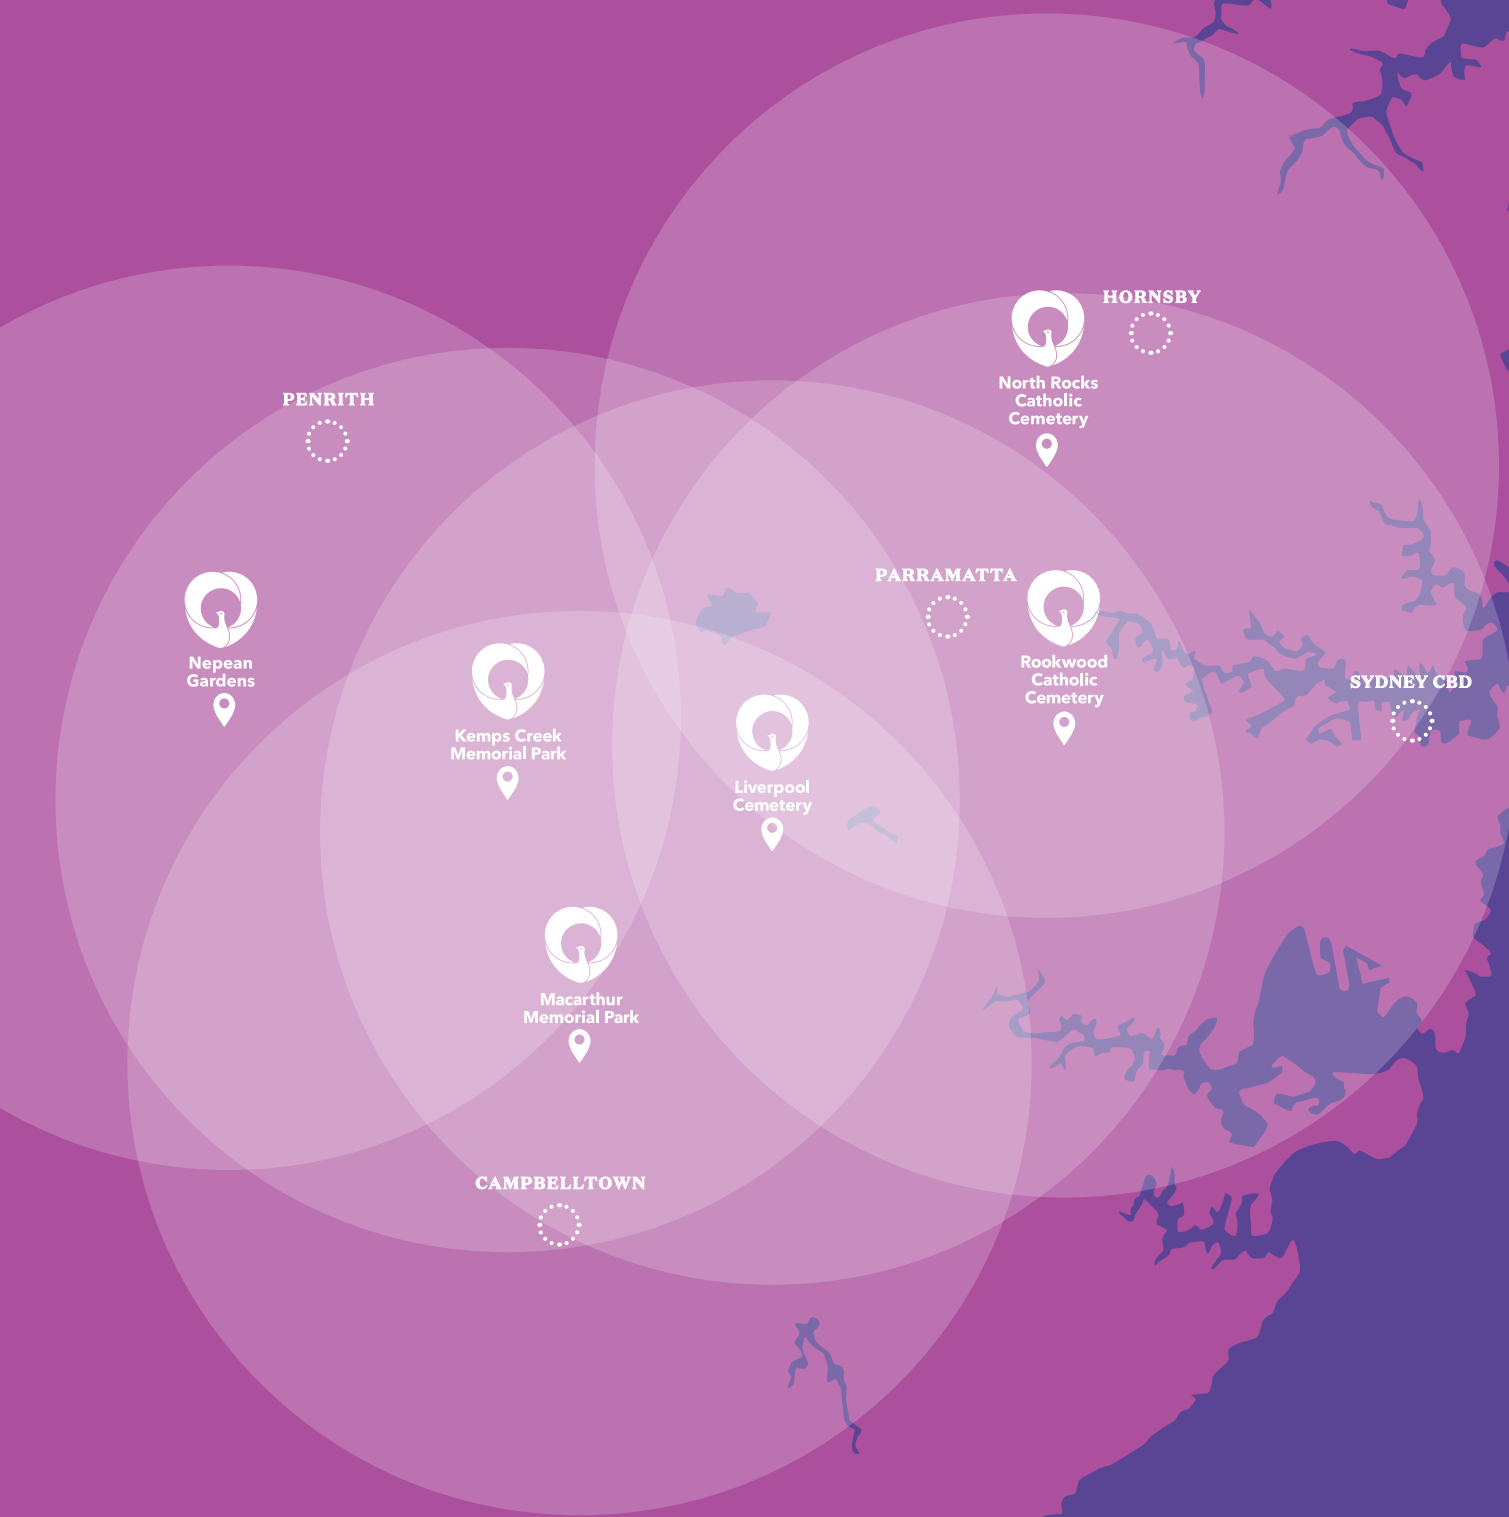 HORNSBY
North Rocks
Catholic
Cemetery
PENRITH
PARRAMATTA
Nepean
Gardens
Rookwood
Catholic
Cemetery
SYDNEY CBD
Kemps Creek
Memorial Park
Liverpool
Cemetery
Macarthur
Memorial Park
CAMPBELLTOWN